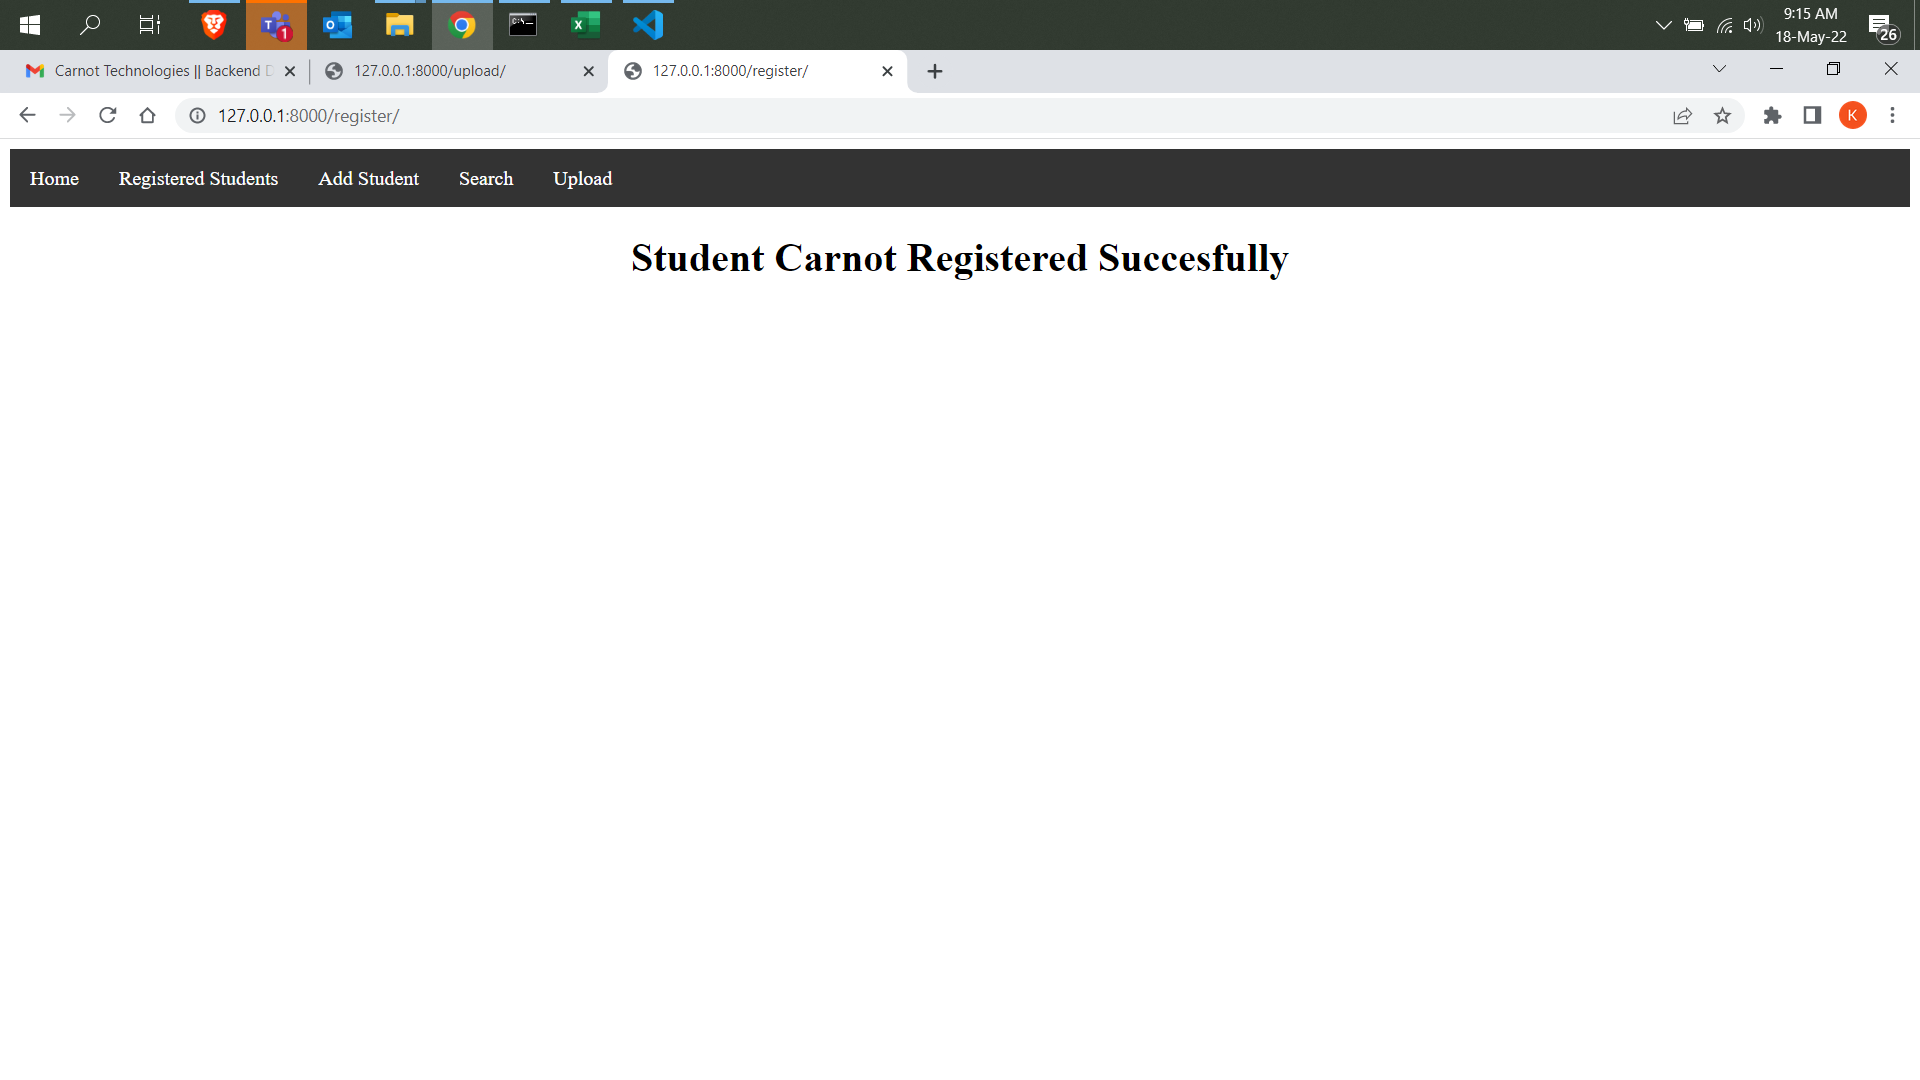 9:15 AM
18-May-22
26
1
Carnot Technologies || Backend D
127.0.0.1:8000/upload/
127.0.0.1:8000/register/
127.0.0.1:8000/register/
K
Home Registered Students Add Student Search Upload
Student Carnot Registered Succesfully